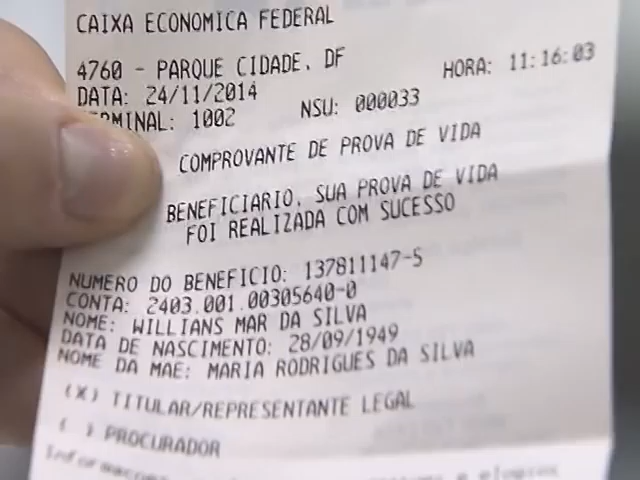 CAIXA ECONOMICA FEDERAL
4760 - PARQUE CIDADE, DF
HORA: 11:16:03
DATA: 24/11/2014
TERMINAL: 1002 NSU: 000033
COMPROVANTE DE PROVA DE VIDA
BENEFICIARIO, SUA PROVA DE VIDA
FOI REALIZADA COM SUCESSO
NUMERO DO BENEFICIO: 137811147-5
CONTA: 2403.001.00305640-0
NOME: WILLIANS MAR DA SILVA
DATA DE NASCIMENTO: 28/09/1949
NOME DA MAE: MARIA RODRIGUES DA SILVA
(X) TITULAR/REPRESENTANTE LEGAL
( ) PROCURADOR
e elogios